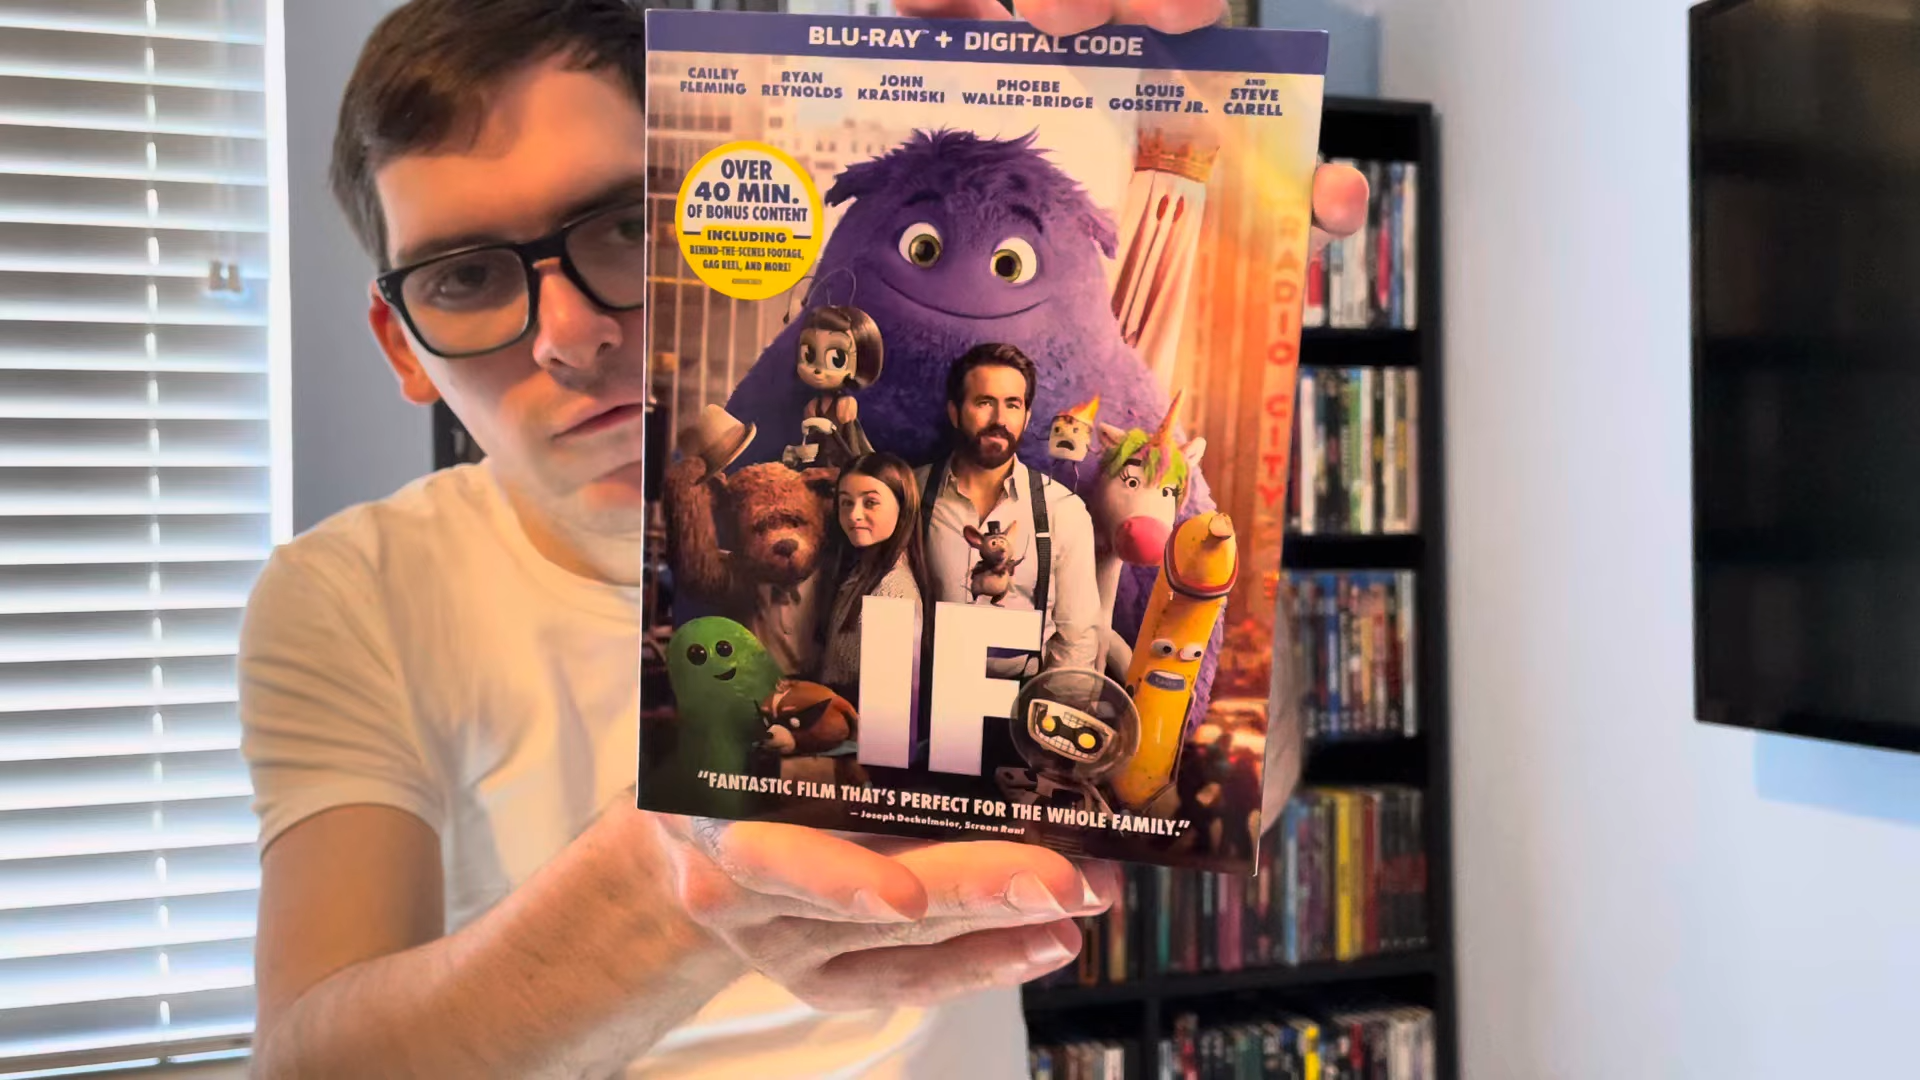 BLU-RAY™ + DIGITAL CODE
CAILEY
FLEMING
RYAN
REYNOLDS
JOHN
KRASINSKI
PHOEBE
WALLER-BRIDGE
LOUIS
GOSSETT JR.
AND
STEVE
CARELL
OVER
40 MIN.
OF BONUS CONTENT
INCLUDING
BEHIND-THE-SCENES FOOTAGE,
GAG REEL, AND MORE!
RADIO CITY
IF
“FANTASTIC FILM THAT’S PERFECT FOR THE WHOLE FAMILY.”
— Joseph Deckelmeier, Screen Rant